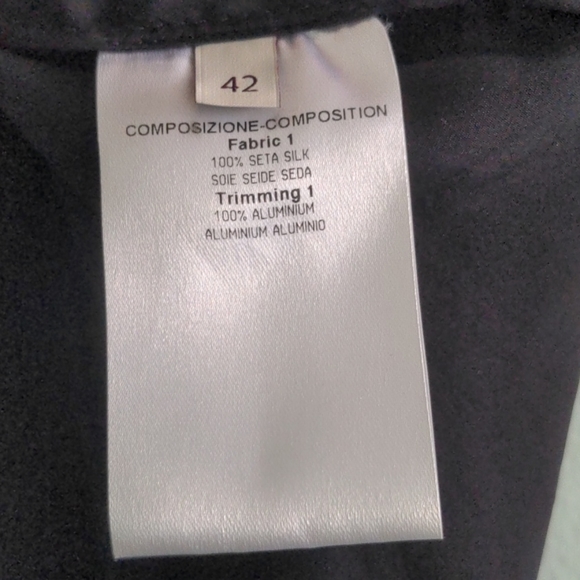 42
COMPOSIZIONE-COMPOSITION
Fabric 1
100% SETA SILK
SOIE SEIDE SEDA
Trimming 1
100% ALUMINIUM
ALUMINIUM ALUMINIO